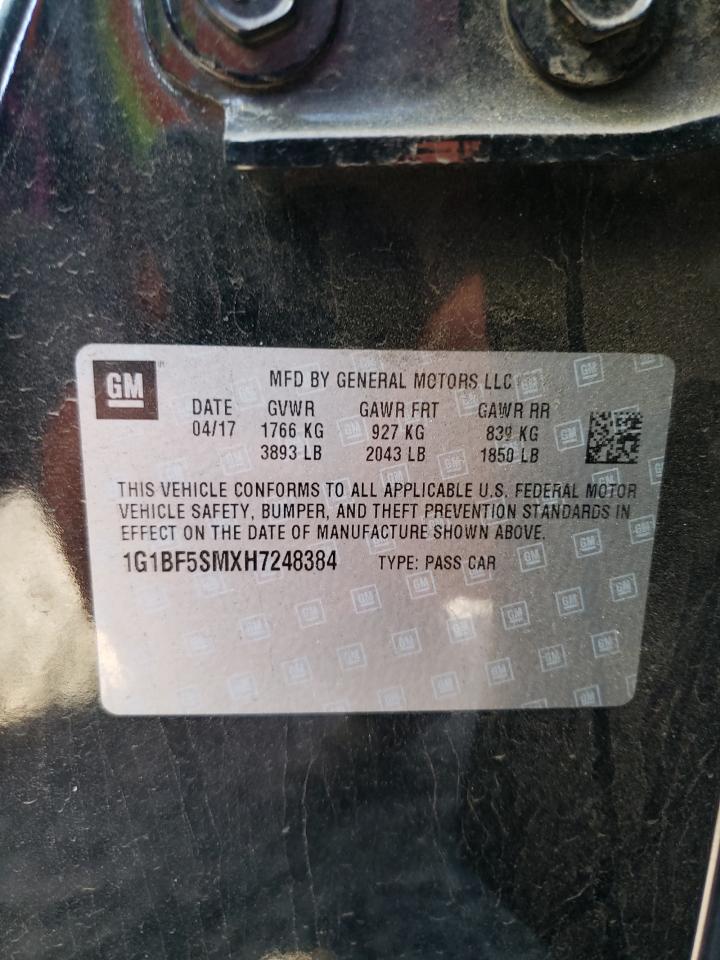 GM
MFD BY GENERAL MOTORS LLC
DATE GVWR GAWR FRT GAWR RR
04/17 1766 KG 927 KG 839 KG
3893 LB 2043 LB 1850 LB
THIS VEHICLE CONFORMS TO ALL APPLICABLE U.S. FEDERAL MOTOR
VEHICLE SAFETY, BUMPER, AND THEFT PREVENTION STANDARDS IN
EFFECT ON THE DATE OF MANUFACTURE SHOWN ABOVE.
1G1BF5SMXH7248384 TYPE: PASS CAR